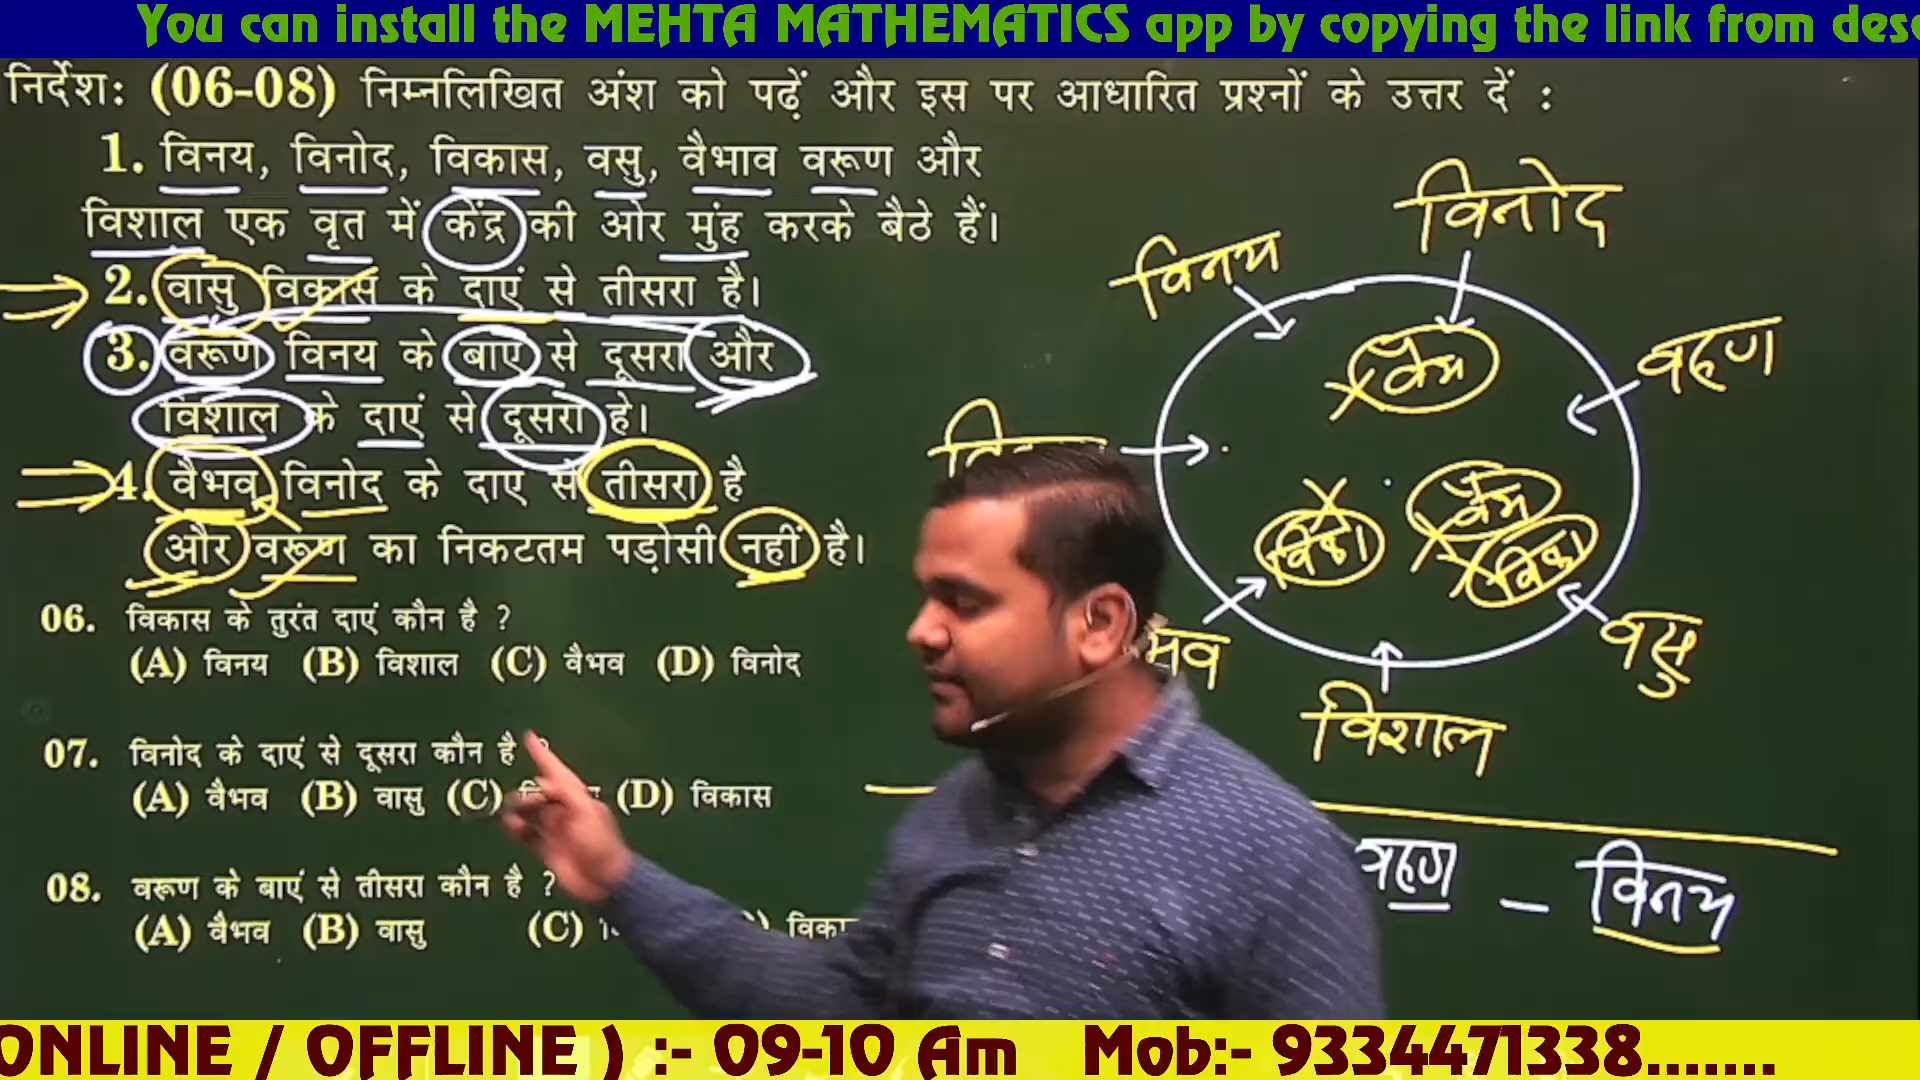 You can install the MEHTA MATHEMATICS app by copying the link from desc
निर्देश: (06-08) निम्नलिखित अंश को पढ़ें और इस पर आधारित प्रश्नों के उत्तर दें :
1. विनय, विनोद, विकास, वसु, वैभाव वरूण और
विशाल एक वृत में केंद्र की ओर मुंह करके बैठे हैं।
2. वासु विकास के दाएं से तीसरा है।
3. वरूण विनय के बाएं से दूसरा और
विशाल के दाएं से दूसरा हे।
4. वैभव विनोद के दाए से तीसरा है
और वरूण का निकटतम पड़ोसी नहीं है।
06. विकास के तुरंत दाएं कौन है ?
(A) विनय (B) विशाल (C) वैभव (D) विनोद
07. विनोद के दाएं से दूसरा कौन है ?
(A) वैभव (B) वासु (C) (D) विकास
08. वरूण के बाएं से तीसरा कौन है ?
(A) वैभव (B) वासु (C)
विनोद
विनय
वरुण
वसु
विशाल
वरुण - विनय
ONLINE / OFFLINE ) :- 09-10 Am Mob:- 9334471338.......